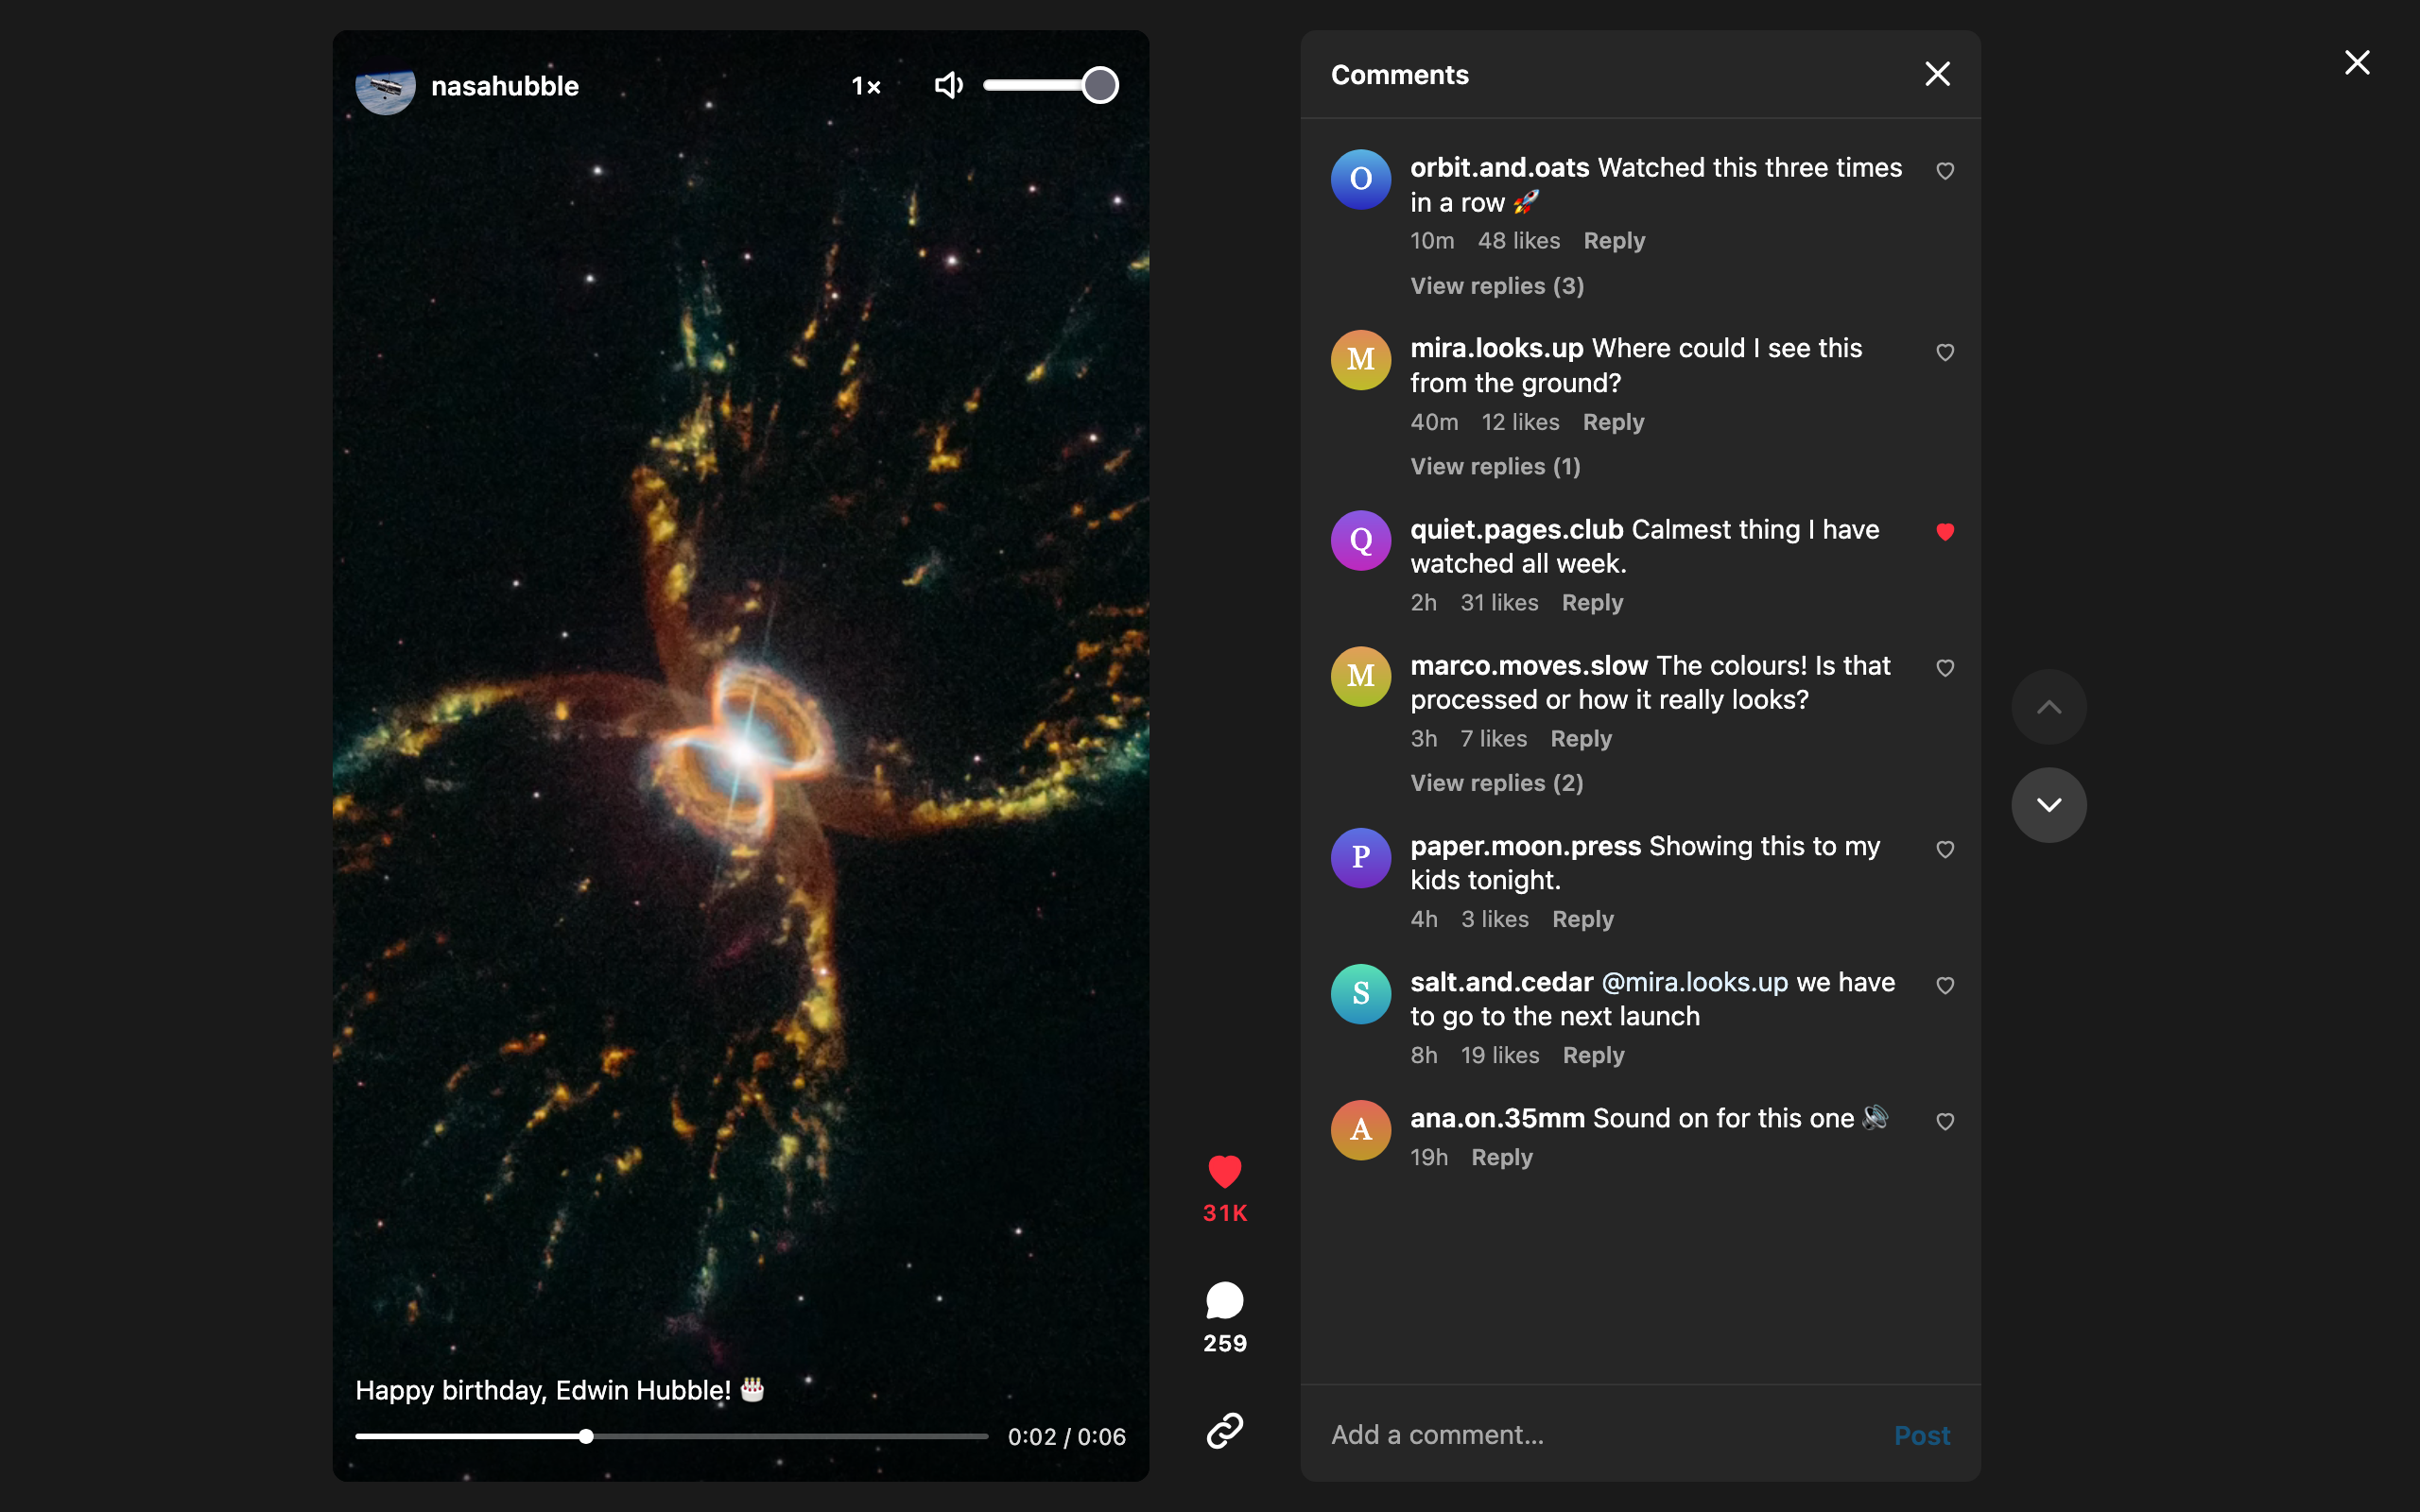 nasahubble
1×
Happy birthday, Edwin Hubble! 🎂
0:02 / 0:06
31K
259
Comments
O
orbit.and.oats Watched this three times
in a row 🚀
10m 48 likes Reply
View replies (3)
M
mira.looks.up Where could I see this
from the ground?
40m 12 likes Reply
View replies (1)
Q
quiet.pages.club Calmest thing I have
watched all week.
2h 31 likes Reply
M
marco.moves.slow The colours! Is that
processed or how it really looks?
3h 7 likes Reply
View replies (2)
P
paper.moon.press Showing this to my
kids tonight.
4h 3 likes Reply
S
salt.and.cedar @mira.looks.up we have
to go to the next launch
8h 19 likes Reply
A
ana.on.35mm Sound on for this one 🔊
19h Reply
Add a comment...
Post